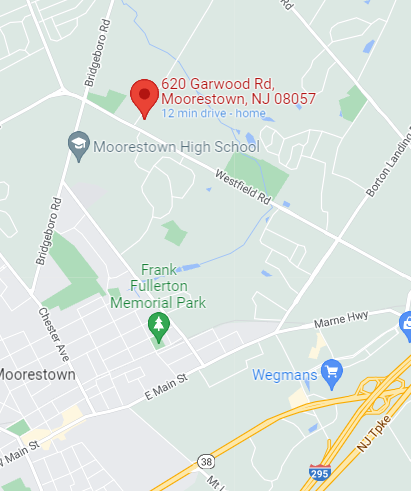 Rd
Bridgeboro Rd
620 Garwood Rd,
Moorestown, NJ 08057
12 min drive - home
Moorestown High School
Borton Landing
Westfield Rd
Bridgeboro Rd
Frank
Fullerton
Memorial Park
Chester Ave
Marne Hwy
Moorestown
Wegmans
E Main St
NJ Tpke
N Main St
38
295
Mt L